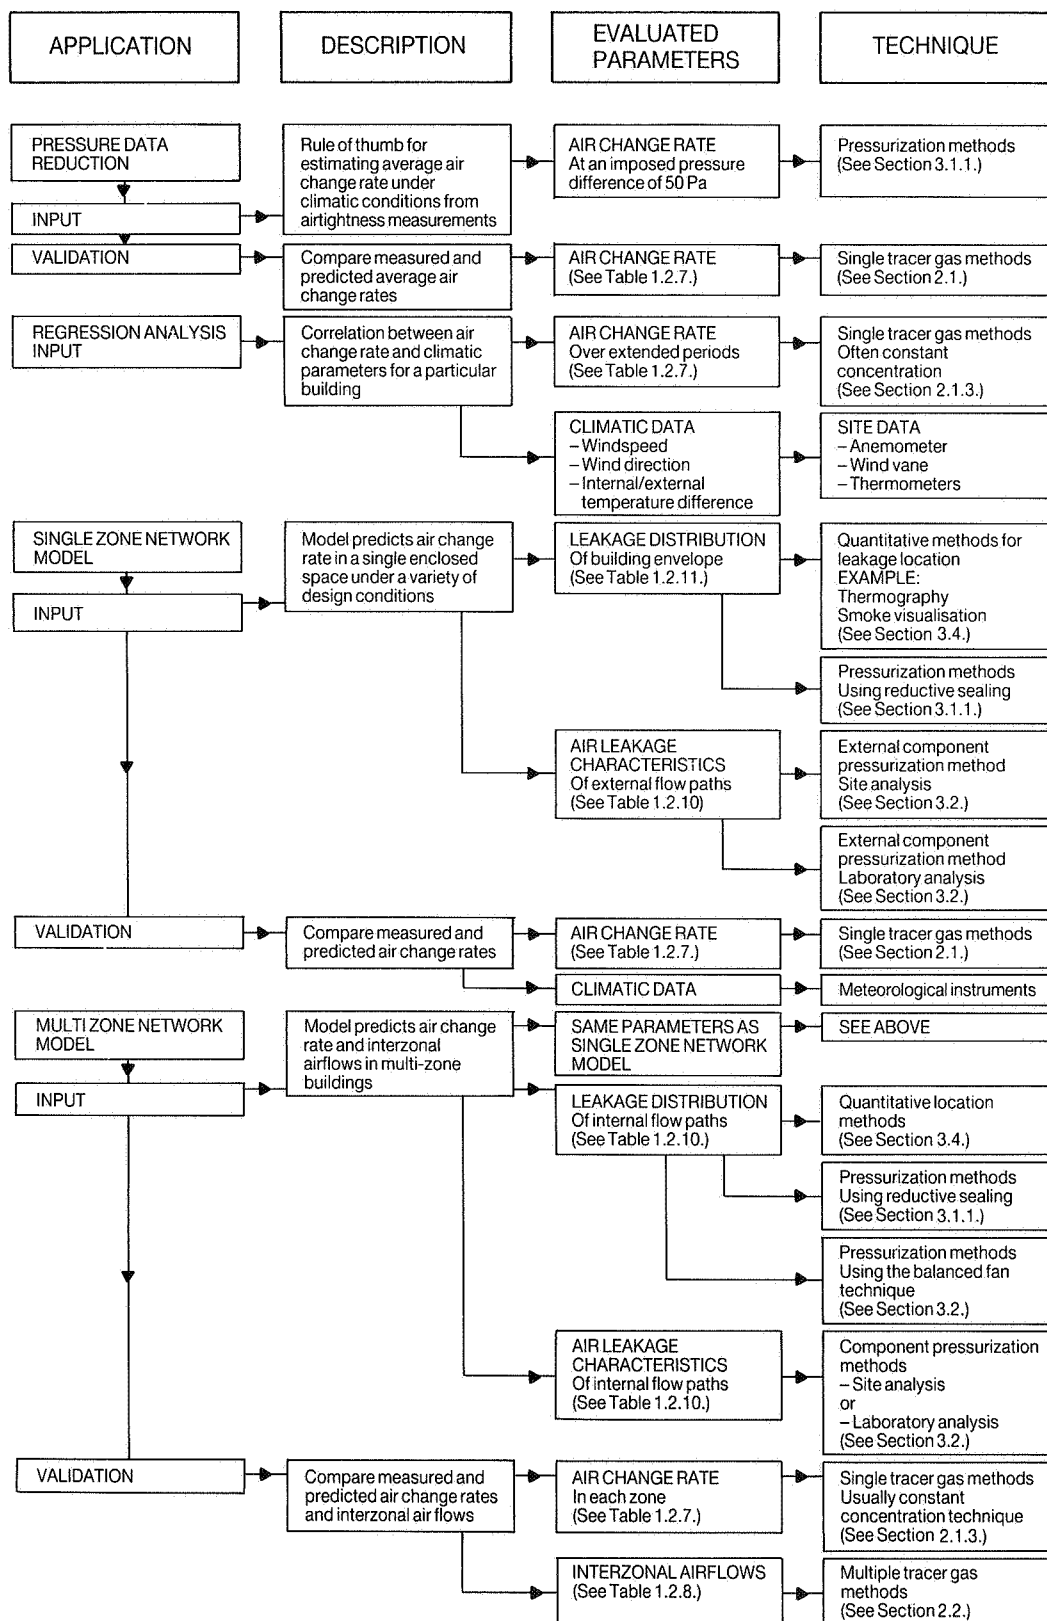 APPLICATION
DESCRIPTION
EVALUATED
PARAMETERS
TECHNIQUE
PRESSURE DATA
REDUCTION
INPUT
Rule of thumb for
estimating average air
change rate under
climatic conditions from
airtightness measurements
AIR CHANGE RATE
At an imposed pressure
difference of 50 Pa
Pressurization methods
(See Section 3.1.1.)
VALIDATION
Compare measured and
predicted average air
change rates
AIR CHANGE RATE
(See Table 1.2.7.)
Single tracer gas methods
(See Section 2.1.)
REGRESSION ANALYSIS
INPUT
Correlation between air
change rate and climatic
parameters for a particular
building
AIR CHANGE RATE
Over extended periods
(See Table 1.2.7.)
Single tracer gas methods
Often constant
concentration
(See Section 2.1.3.)
CLIMATIC DATA
– Windspeed
– Wind direction
– Internal/external
temperature difference
SITE DATA
– Anemometer
– Wind vane
– Thermometers
SINGLE ZONE NETWORK
MODEL
INPUT
Model predicts air change
rate in a single enclosed
space under a variety of
design conditions
LEAKAGE DISTRIBUTION
Of building envelope
(See Table 1.2.11.)
Quantitative methods for
leakage location
EXAMPLE:
Thermography
Smoke visualisation
(See Section 3.4.)
Pressurization methods
Using reductive sealing
(See Section 3.1.1.)
AIR LEAKAGE
CHARACTERISTICS
Of external flow paths
(See Table 1.2.10)
External component
pressurization method
Site analysis
(See Section 3.2.)
External component
pressurization method
Laboratory analysis
(See Section 3.2.)
VALIDATION
Compare measured and
predicted air change rates
AIR CHANGE RATE
(See Table 1.2.7.)
Single tracer gas methods
(See Section 2.1.)
CLIMATIC DATA
Meteorological instruments
MULTI ZONE NETWORK
MODEL
INPUT
Model predicts air change
rate and interzonal
airflows in multi-zone
buildings
SAME PARAMETERS AS
SINGLE ZONE NETWORK
MODEL
SEE ABOVE
LEAKAGE DISTRIBUTION
Of internal flow paths
(See Table 1.2.10.)
Quantitative location
methods
(See Section 3.4.)
Pressurization methods
Using reductive sealing
(See Section 3.1.1.)
Pressurization methods
Using the balanced fan
technique
(See Section 3.2.)
AIR LEAKAGE
CHARACTERISTICS
Of internal flow paths
(See Table 1.2.10.)
Component pressurization
methods
– Site analysis
or
– Laboratory analysis
(See Section 3.2.)
VALIDATION
Compare measured and
predicted air change rates
and interzonal air flows
AIR CHANGE RATE
In each zone
(See Table 1.2.7.)
Single tracer gas methods
Usually constant
concentration technique
(See Section 2.1.3.)
INTERZONAL AIRFLOWS
(See Table 1.2.8.)
Multiple tracer gas
methods
(See Section 2.2.)